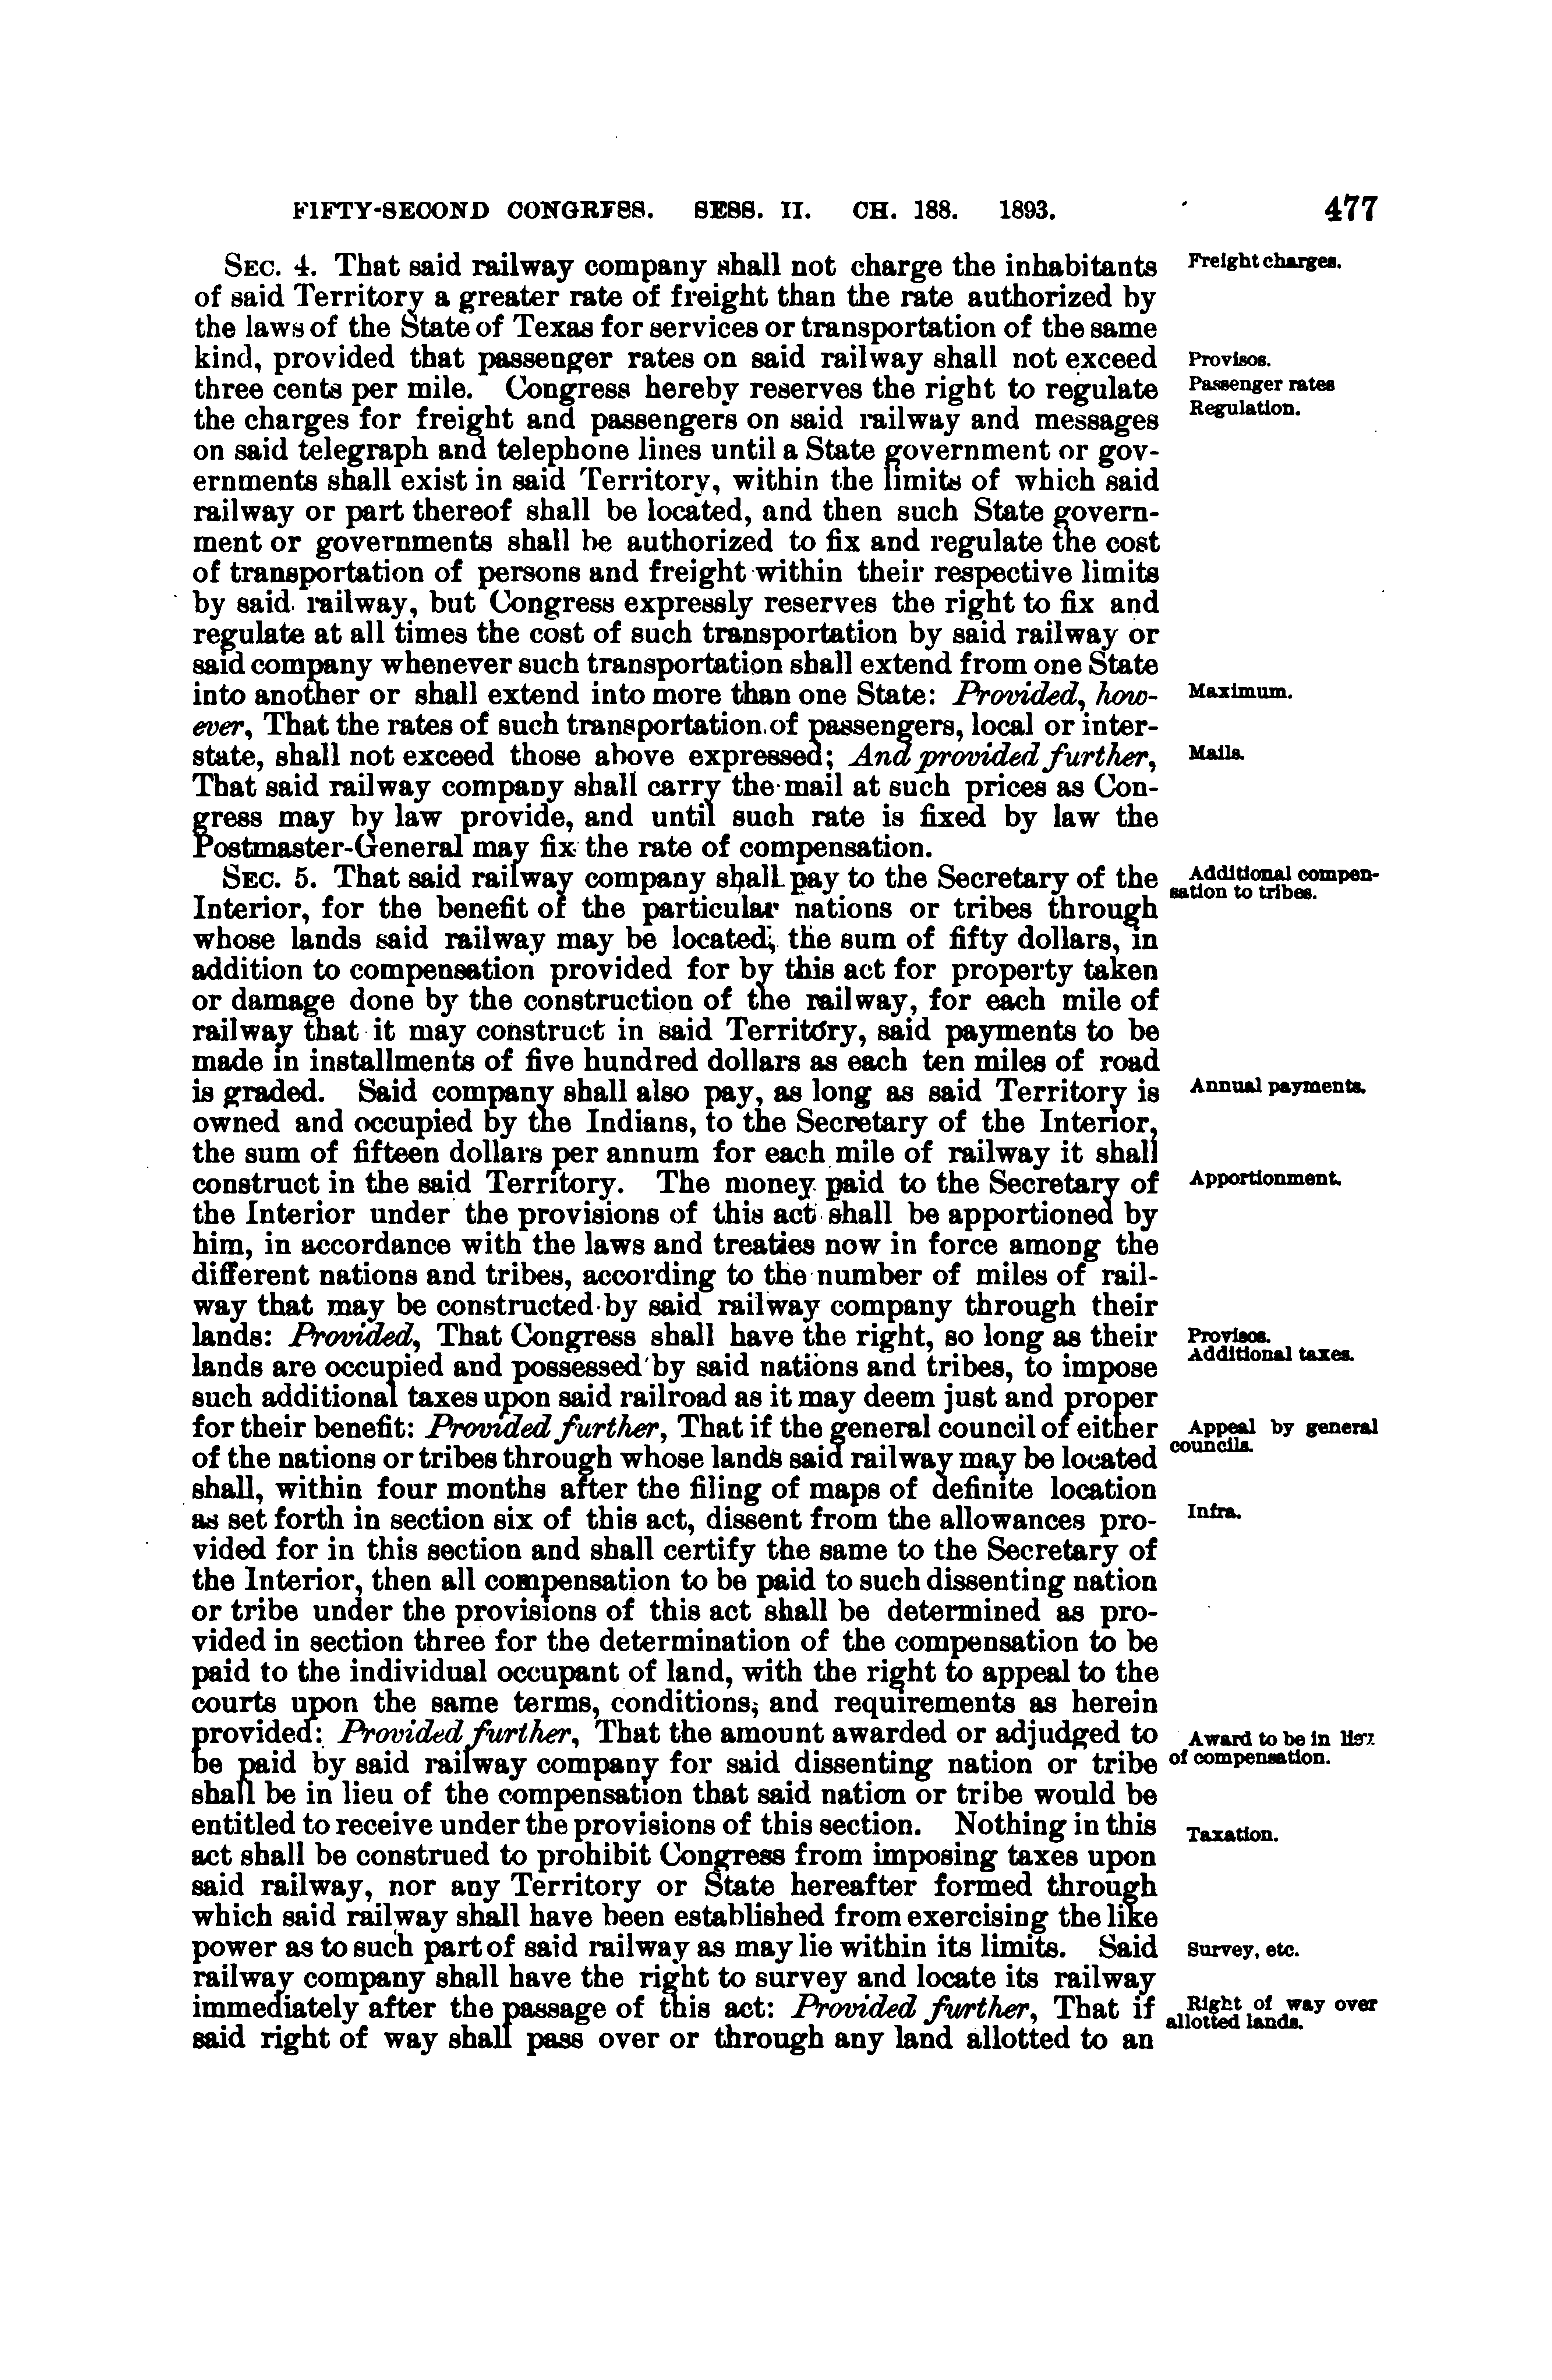 FIFTY-SECOND CONGRESS. SESS. II. CH. 188. 1893. 477
SEC. 4. That said railway company shall not charge the inhabitants
Freight charges.
of said Territory a greater rate of freight than the rate authorized by
the laws of the State of Texas for services or transportation of the same
kind, provided that passenger rates on said railway shall not exceed
Provisos.
three cents per mile. Congress hereby reserves the right to regulate
Passenger rates
the charges for freight and passengers on said railway and messages
Regulation.
on said telegraph and telephone lines until a State government or gov-
ernments shall exist in said Territory, within the limits of which said
railway or part thereof shall be located, and then such State govern-
ment or governments shall be authorized to fix and regulate the cost
of transportation of persons and freight within their respective limits
by said railway, but Congress expressly reserves the right to fix and
regulate at all times the cost of such transportation by said railway or
said company whenever such transportation shall extend from one State
into another or shall extend into more than one State: Provided, how-
Maximum.
ever, That the rates of such transportation of passengers, local or inter-
state, shall not exceed those above expressed; And provided further,
Mails.
That said railway company shall carry the mail at such prices as Con-
gress may by law provide, and until such rate is fixed by law the
Postmaster-General may fix the rate of compensation.
SEC. 5. That said railway company shall pay to the Secretary of the
Additional compen-
sation to tribes.
Interior, for the benefit of the particular nations or tribes through
whose lands said railway may be located, the sum of fifty dollars, in
addition to compensation provided for by this act for property taken
or damage done by the construction of the railway, for each mile of
railway that it may construct in said Territory, said payments to be
made in installments of five hundred dollars as each ten miles of road
is graded. Said company shall also pay, as long as said Territory is
Annual payments.
owned and occupied by the Indians, to the Secretary of the Interior,
the sum of fifteen dollars per annum for each mile of railway it shall
construct in the said Territory. The money paid to the Secretary of
Apportionment.
the Interior under the provisions of this act shall be apportioned by
him, in accordance with the laws and treaties now in force among the
different nations and tribes, according to the number of miles of rail-
way that may be constructed by said railway company through their
lands: Provided, That Congress shall have the right, so long as their
Provisos.
Additional taxes.
lands are occupied and possessed by said nations and tribes, to impose
such additional taxes upon said railroad as it may deem just and proper
for their benefit: Provided further, That if the general council of either
Appeal by general
councils.
of the nations or tribes through whose lands said railway may be located
shall, within four months after the filing of maps of definite location
as set forth in section six of this act, dissent from the allowances pro-
Infra.
vided for in this section and shall certify the same to the Secretary of
the Interior, then all compensation to be paid to such dissenting nation
or tribe under the provisions of this act shall be determined as pro-
vided in section three for the determination of the compensation to be
paid to the individual occupant of land, with the right to appeal to the
courts upon the same terms, conditions, and requirements as herein
provided: Provided further, That the amount awarded or adjudged to
Award to be in lieu
of compensation.
be paid by said railway company for said dissenting nation or tribe
shall be in lieu of the compensation that said nation or tribe would be
entitled to receive under the provisions of this section. Nothing in this
Taxation.
act shall be construed to prohibit Congress from imposing taxes upon
said railway, nor any Territory or State hereafter formed through
which said railway shall have been established from exercising the like
power as to such part of said railway as may lie within its limits. Said
Survey, etc.
railway company shall have the right to survey and locate its railway
immediately after the passage of this act: Provided further, That if
Right of way over
allotted lands.
said right of way shall pass over or through any land allotted to an